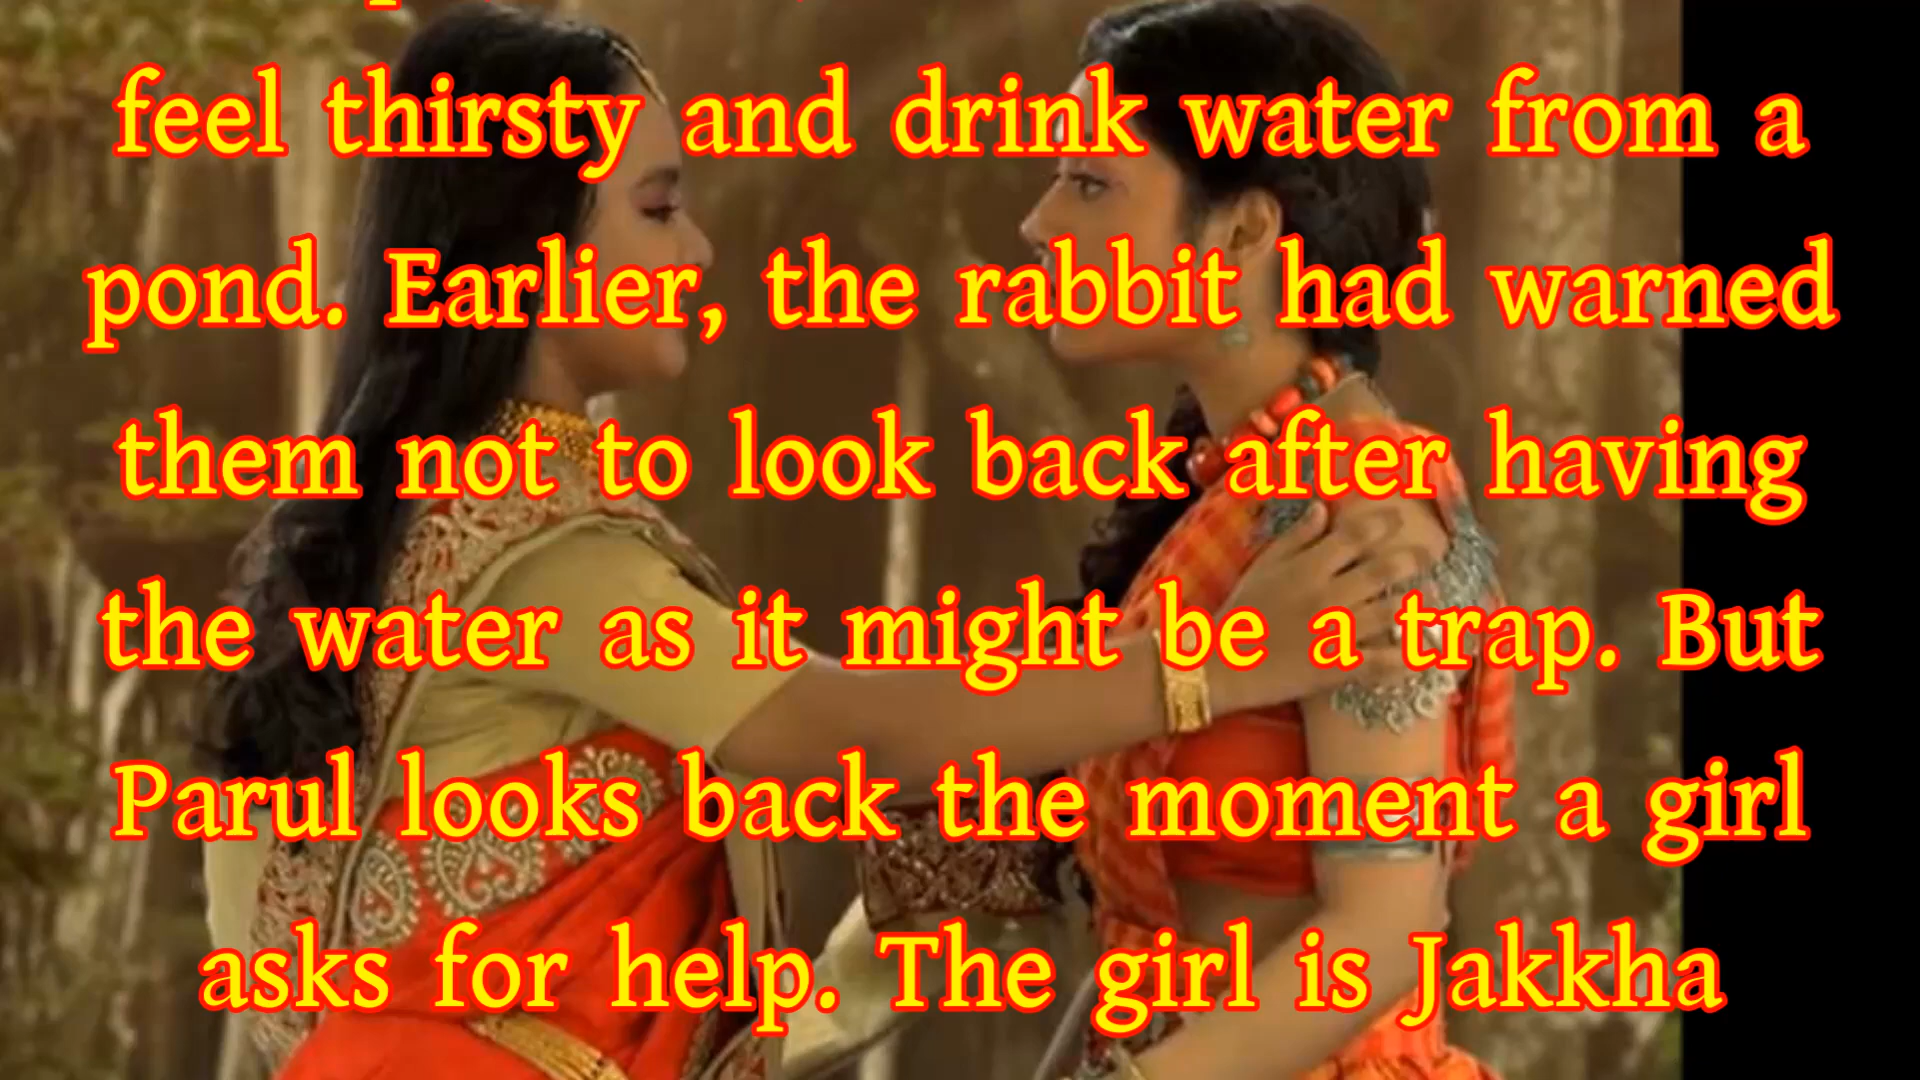 feel thirsty and drink water from a
pond. Earlier, the rabbit had warned
them not to look back after having
the water as it might be a trap. But
Parul looks back the moment a girl
asks for help. The girl is Jakkha